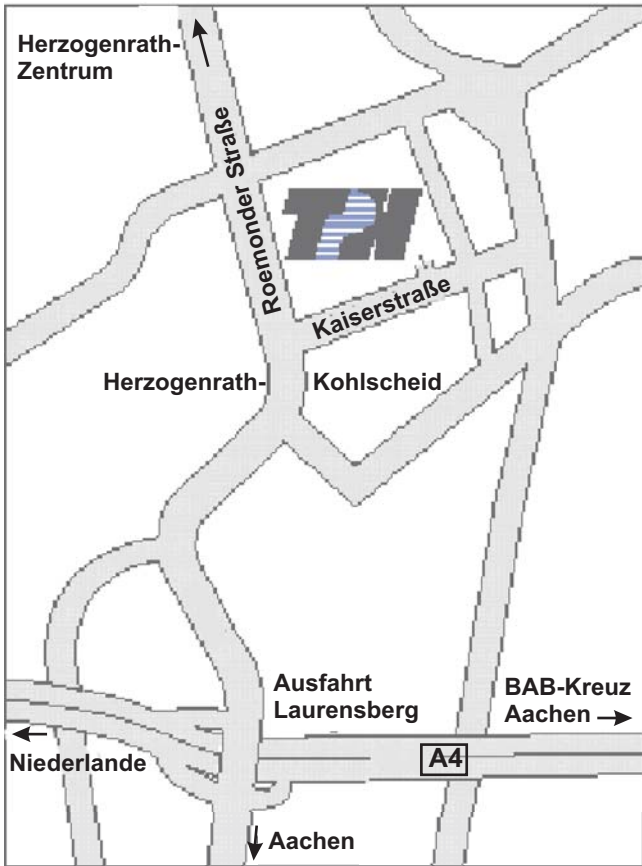 Herzogenrath-
Zentrum
Roemonder Straße
TPH
Kaiserstraße
Herzogenrath-
Kohlscheid
Ausfahrt
Laurensberg
BAB-Kreuz
Aachen
Niederlande
A4
Aachen